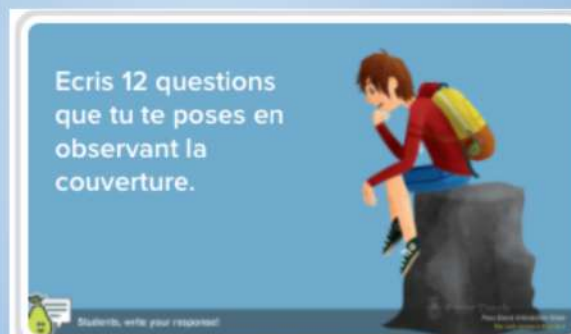 Ecris 12 questions
que tu te poses en
observant la
couverture.
Students, write your response!